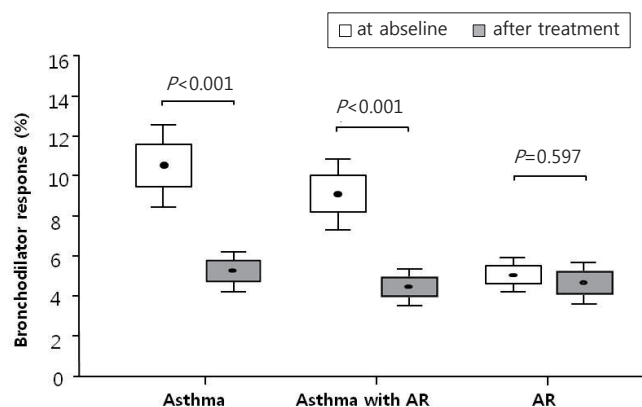 at abseline after treatment
16
14
12
10
8
6
4
2
0
Bronchodilator response (%)
P<0.001
P<0.001
P=0.597
Asthma
Asthma with AR
AR